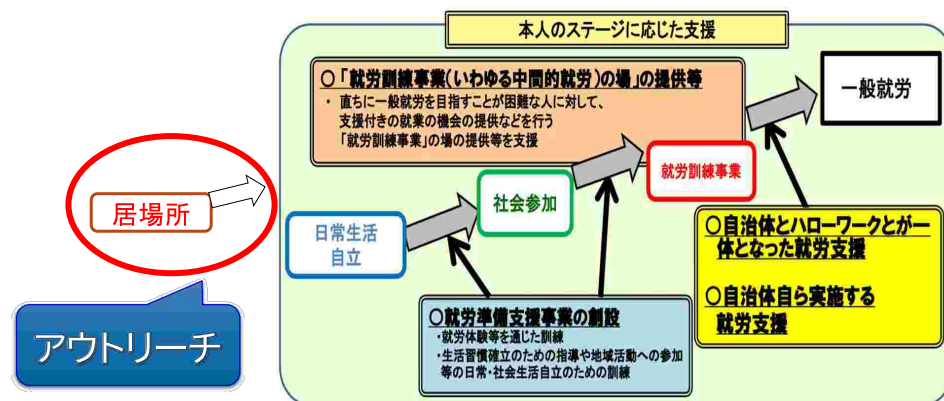 本人のステージに応じた支援
〇「就労訓練事業(いわゆる中間的就労)の場」の提供等
・ 直ちに一般就労を目指すことが困難な人に対して、
支援付きの就業の機会の提供などを行う
「就労訓練事業」の場の提供等を支援
一般就労
就労訓練事業
社会参加
居場所
日常生活
自立
アウトリーチ
〇就労準備支援事業の創設
・就労体験等を通じた訓練
・生活習慣確立のための指導や地域活動への参加
等の日常・社会生活自立のための訓練
〇自治体とハローワークとが一
体となった就労支援
〇自治体自ら実施する
就労支援